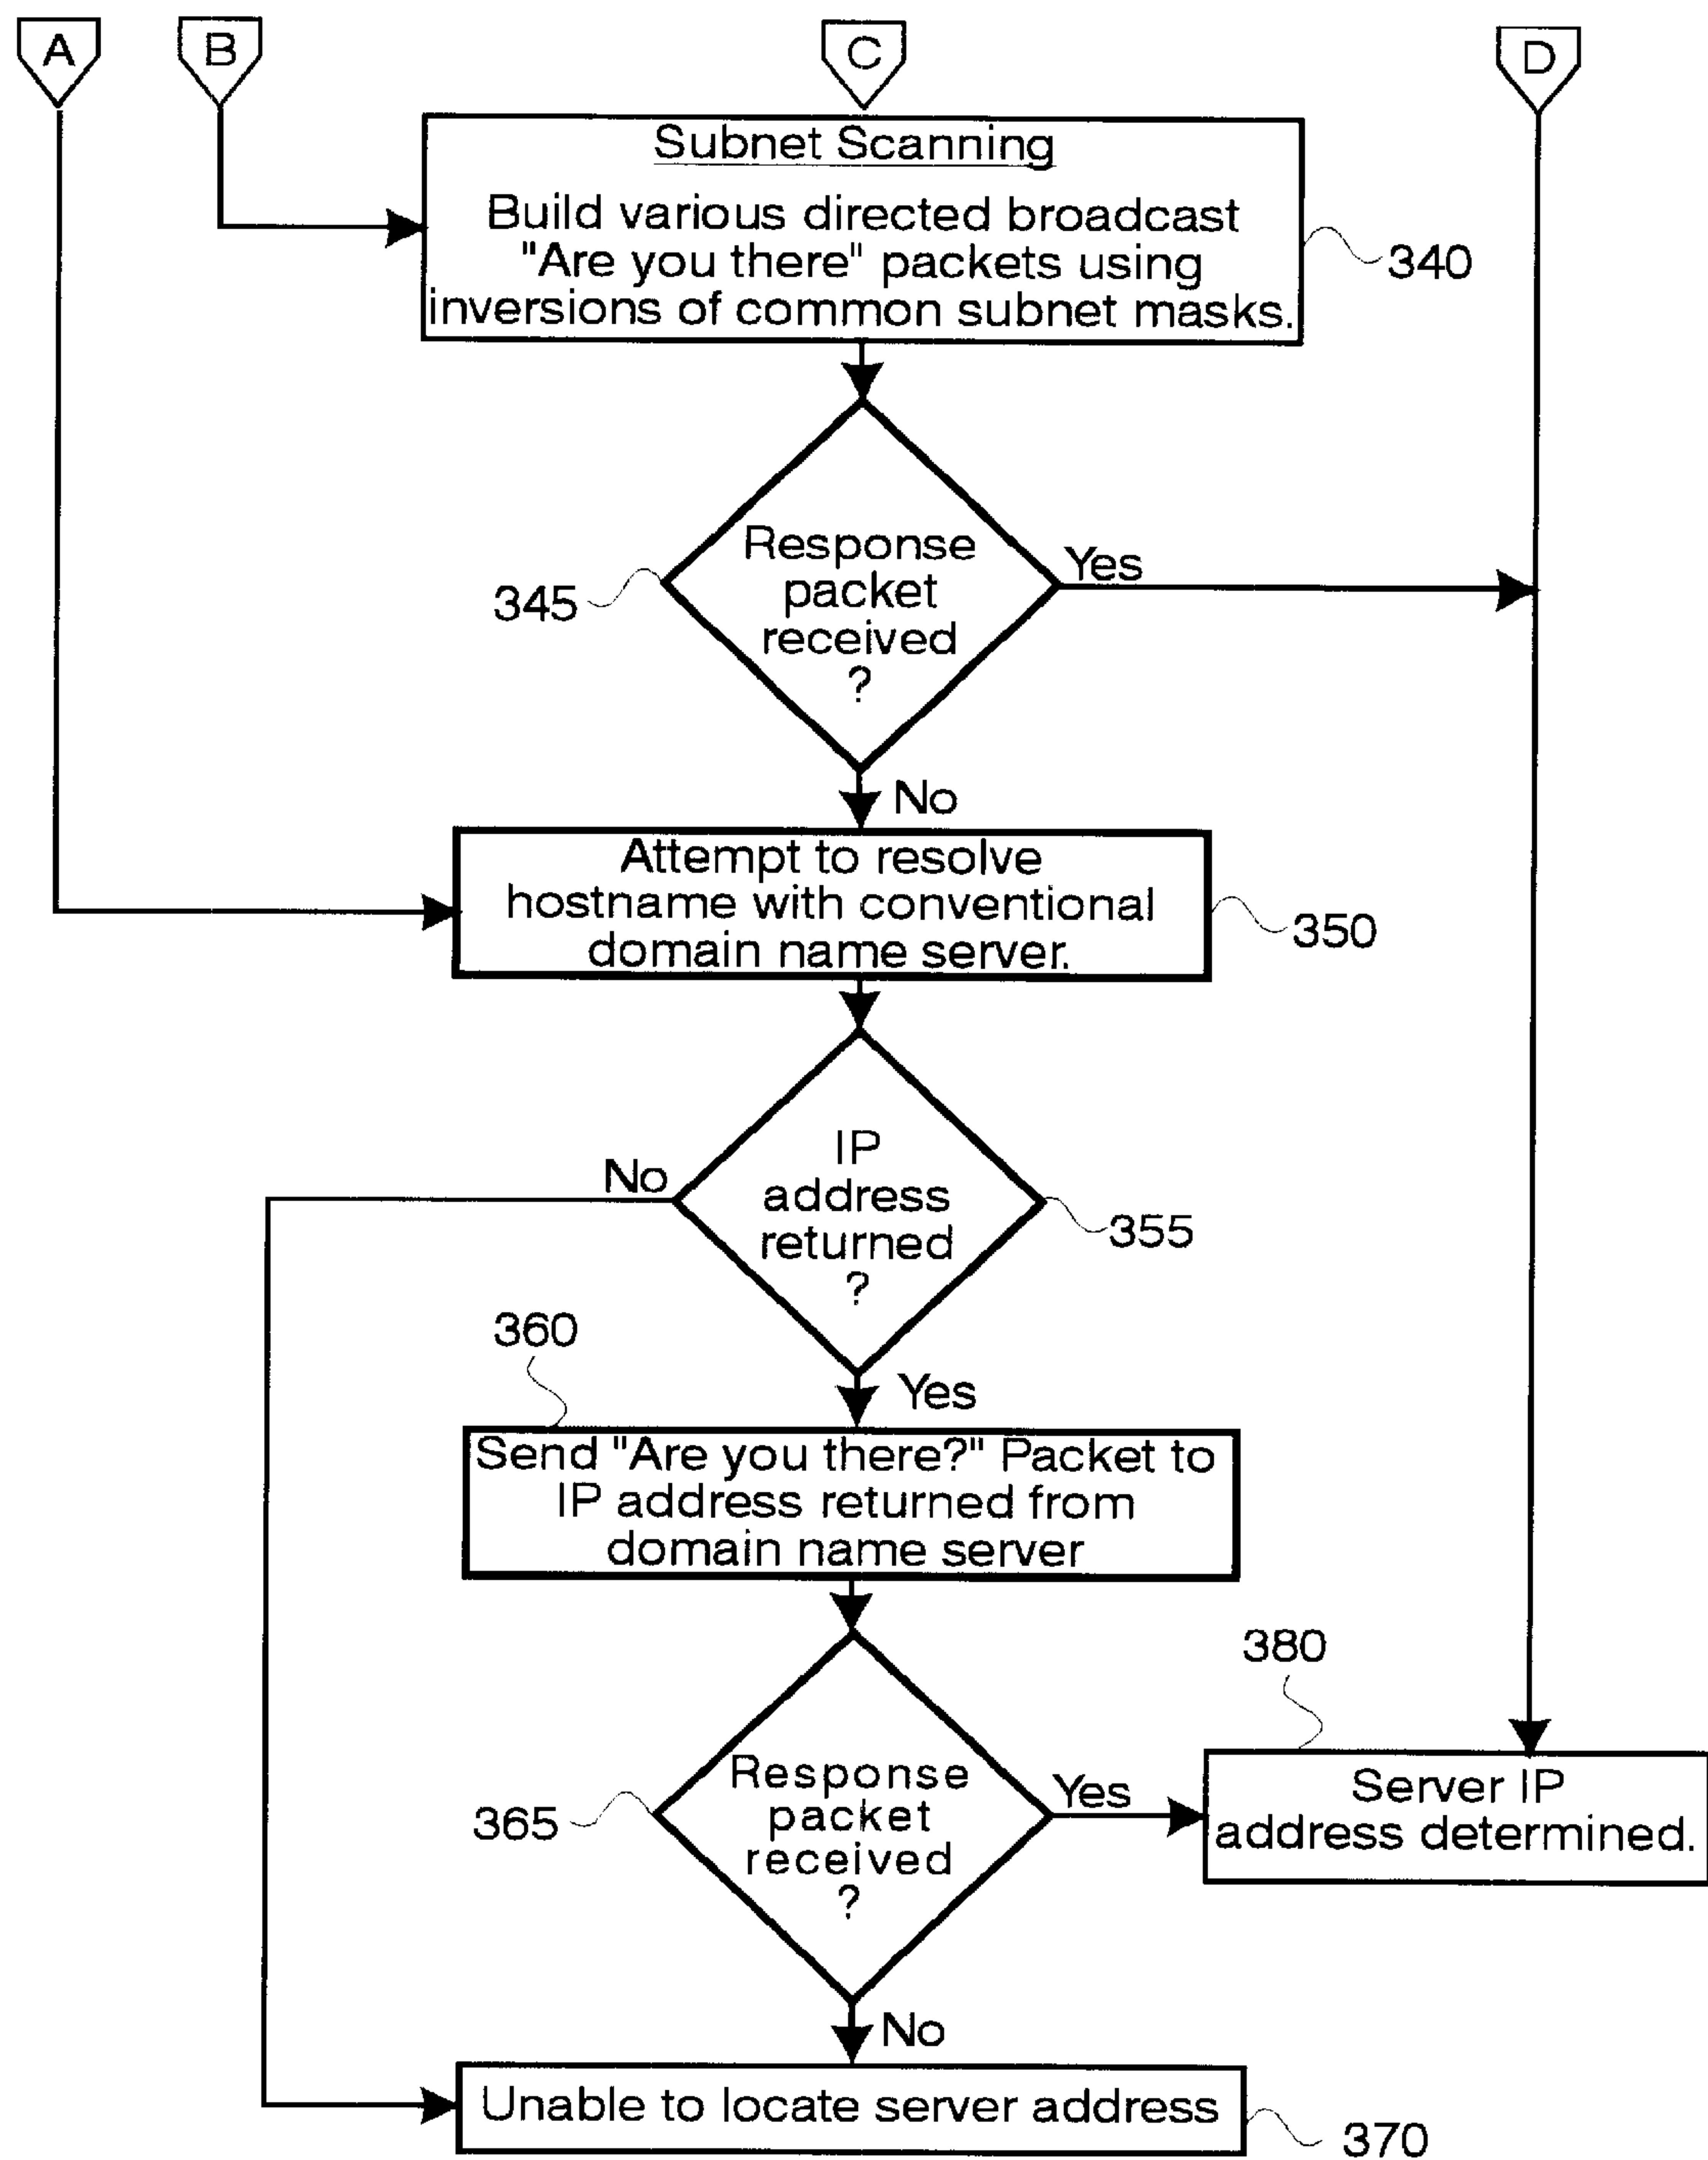 A
B
C
D
Subnet Scanning
Build various directed broadcast
"Are you there" packets using
inversions of common subnet masks.
340
Response
packet
received
?
345
Yes
No
Attempt to resolve
hostname with conventional
domain name server.
350
IP
address
returned
?
No
355
360
Yes
Send "Are you there?" Packet to
IP address returned from
domain name server
380
Response
packet
received
?
365
Yes
Server IP
address determined.
No
Unable to locate server address
370